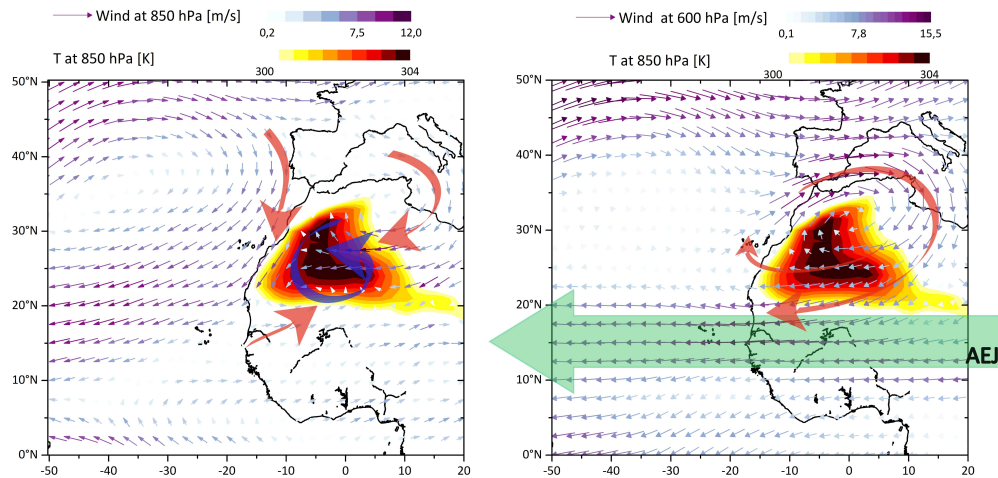 Wind at 850 hPa [m/s]
0,2 7,5 12,0
T at 850 hPa [K]
300 304
50°N
40°N
30°N
20°N
10°N
0°N
-50 -40 -30 -20 -10 0 10 20
Wind at 600 hPa [m/s]
0,1 7,8 15,5
T at 850 hPa [K]
300 304
50°N
40°N
30°N
20°N
10°N
0°N
AEJ
-50 -40 -30 -20 -10 0 10 20